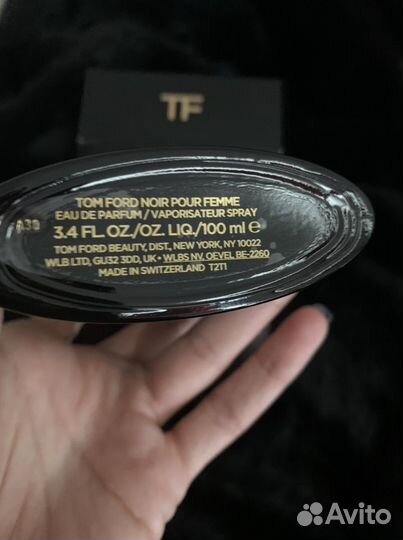 TF
TOM FORD NOIR POUR FEMME
EAU DE PARFUM / VAPORISATEUR SPRAY
3.4 FL OZ./OZ. LIQ./100 ml ℮
TOM FORD BEAUTY, DIST, NEW YORK, NY 10022
WLB LTD, GU32 3DD, UK • WLBS NV. OEVEL BE-2260
MADE IN SWITZERLAND T2T1
Avito